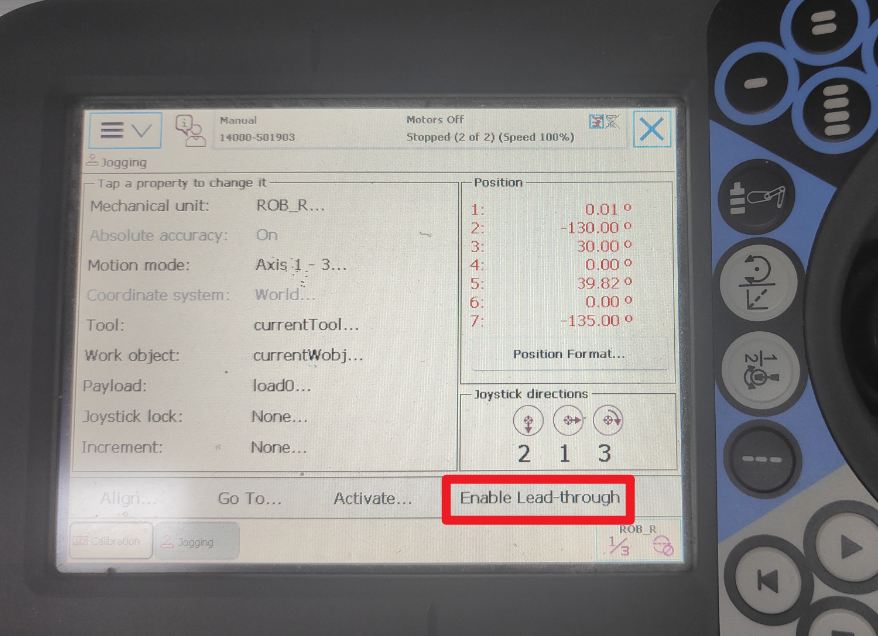 Manual
14000-501903
Motors Off
Stopped (2 of 2) (Speed 100%)
Jogging
Tap a property to change it
Mechanical unit: ROB_R...
Absolute accuracy: On
Motion mode: Axis 1 - 3...
Coordinate system: World...
Tool: currentTool...
Work object: currentWobj...
Payload: load0...
Joystick lock: None...
Increment: None...
Position
1: 0.01 º
2: -130.00 º
3: 30.00 º
4: 0.00 º
5: 39.82 º
6: 0.00 º
7: -135.00 º
Position Format...
Joystick directions
2 1 3
Align... Go To... Activate... Enable Lead-through
Calibration
Jogging
ROB_R
1/3
1/2